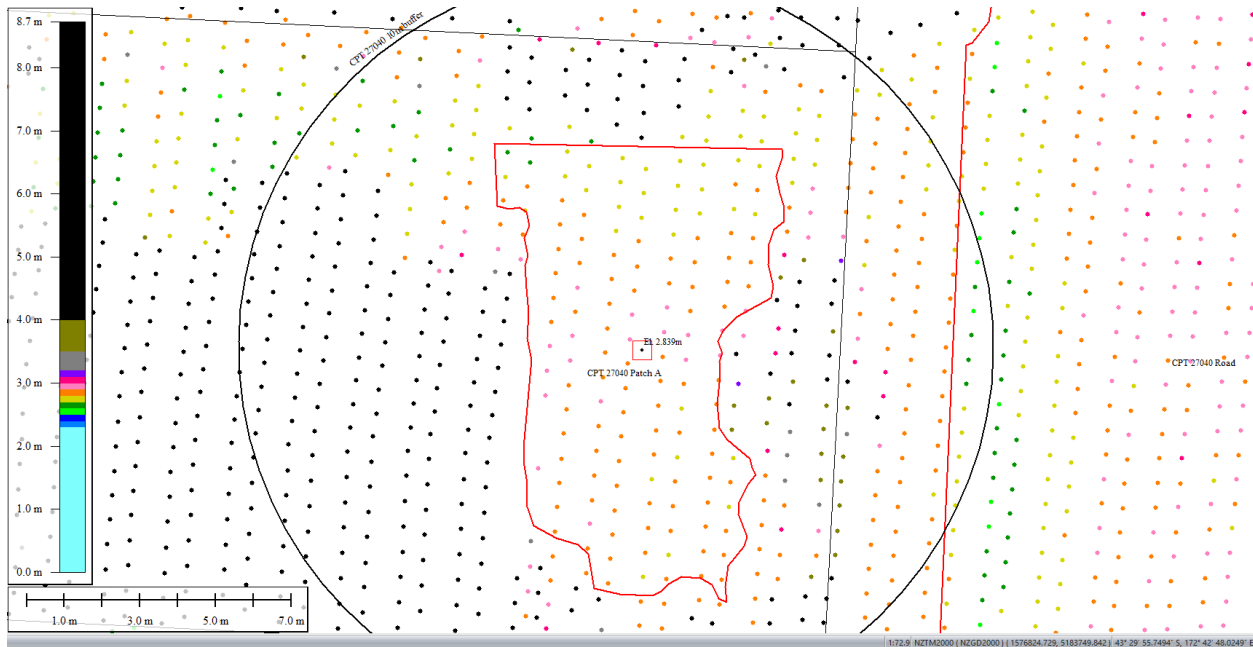 8.7 m
8.0 m
7.0 m
6.0 m
5.0 m
4.0 m
3.0 m
2.0 m
1.0 m
0.0 m
CPT 27040 10m buffer
El. 2.839m
CPT 27040 Patch A
CPT 27040 Road
1.0 m 3.0 m 5.0 m 7.0 m
1:72.9 NZTM2000 ( NZGD2000 ) ( 1576824.729, 5183749.842 ) 43° 29' 55.7494" S, 172° 42' 48.0249" E